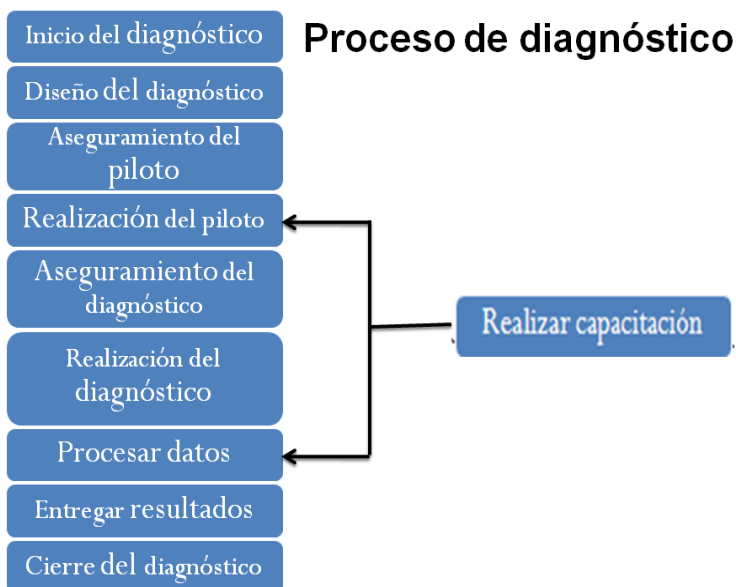 Proceso de diagnóstico
Inicio del diagnóstico
Diseño del diagnóstico
Aseguramiento del
piloto
Realización del piloto
Aseguramiento del
diagnóstico
Realización del
diagnóstico
Procesar datos
Entregar resultados
Cierre del diagnóstico
Realizar capacitación